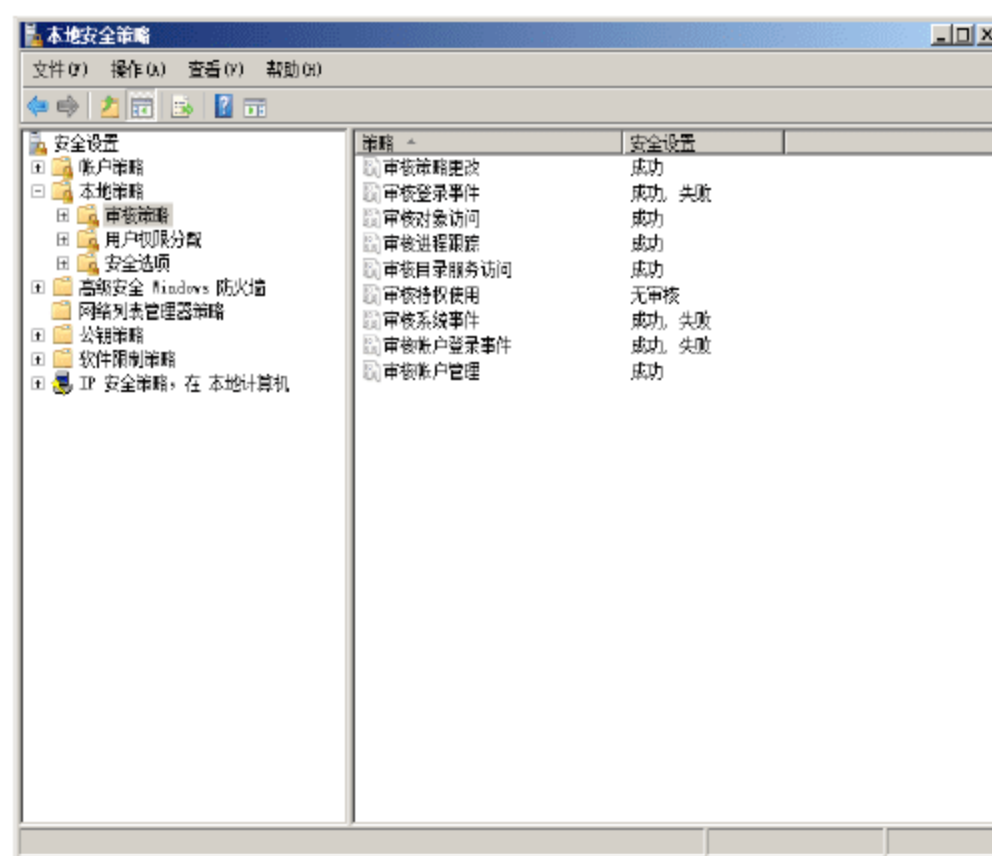 本地安全策略
文件(F) 操作(A) 查看(V) 帮助(H)
安全设置
帐户策略
本地策略
审核策略
用户权限分配
安全选项
高级安全 Windows 防火墙
网络列表管理器策略
公钥策略
软件限制策略
IP 安全策略，在 本地计算机
策略 安全设置
审核策略更改 成功
审核登录事件 成功, 失败
审核对象访问 成功
审核进程跟踪 成功
审核目录服务访问 成功
审核特权使用 无审核
审核系统事件 成功, 失败
审核帐户登录事件 成功, 失败
审核帐户管理 成功